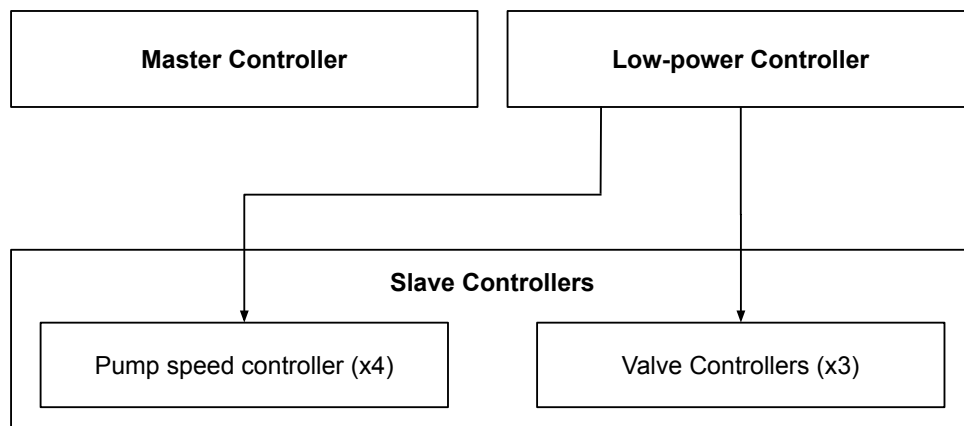 Master Controller
Low-power Controller
Slave Controllers
Pump speed controller (x4)
Valve Controllers (x3)